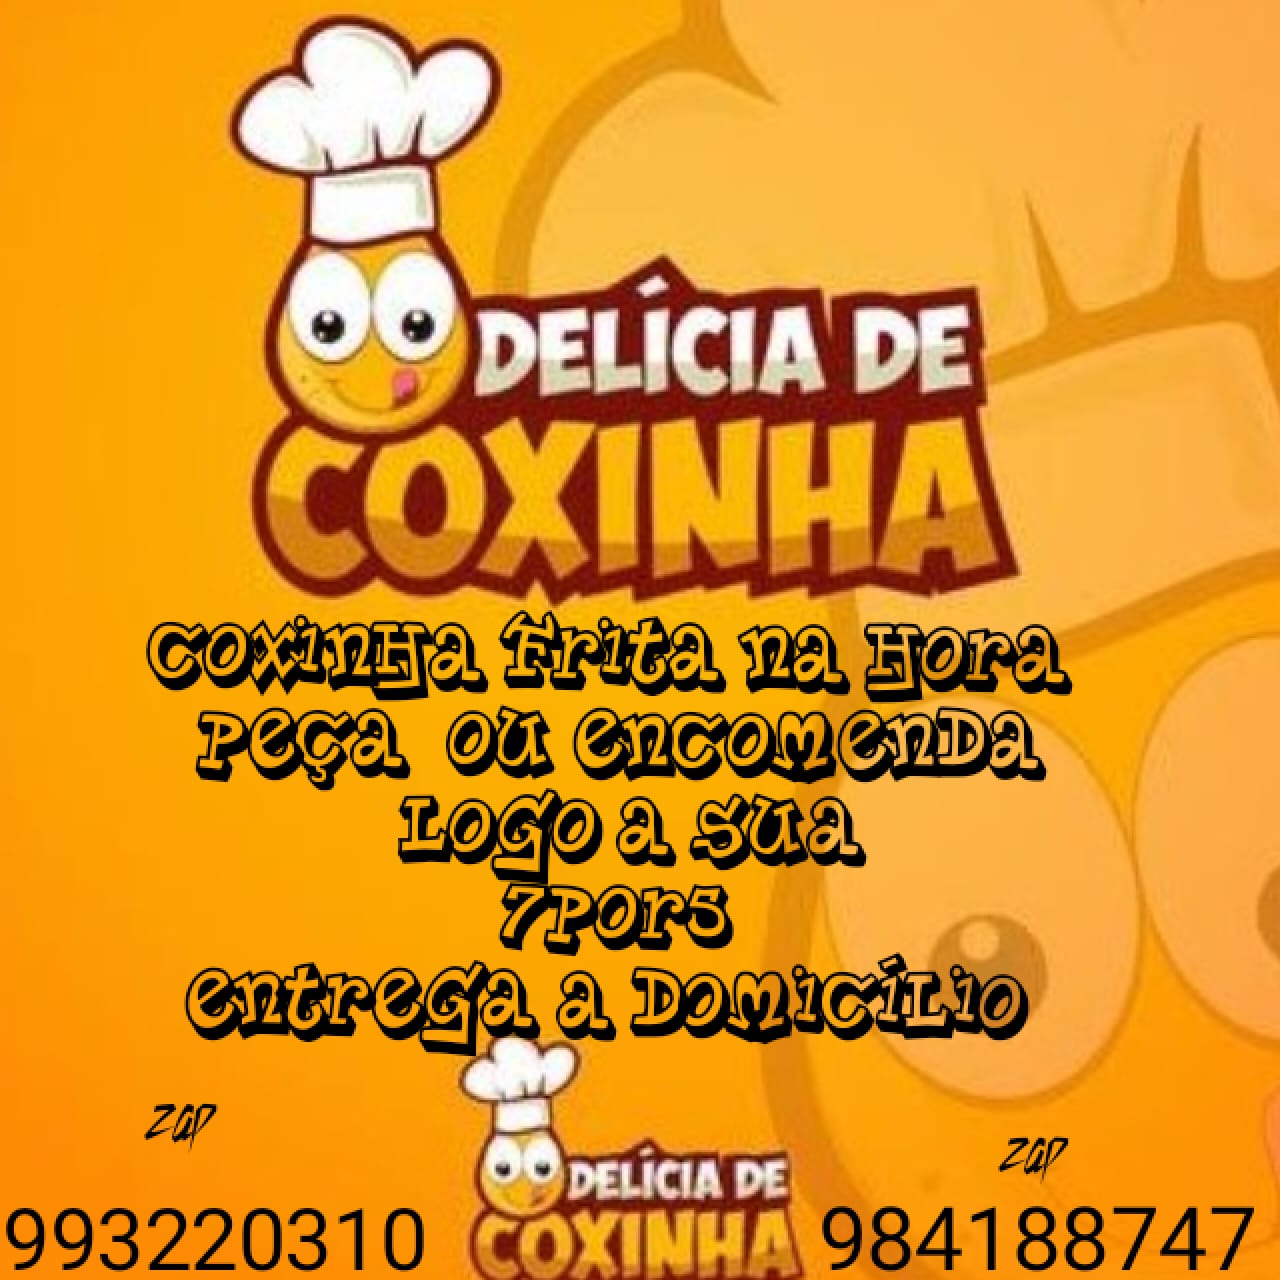 DELÍCIA DE
COXINHA
coxinHa frita na Hora
peça ou encomenDa
Logo a sua
7por5
entrega a DomicíLio
zap
zap
DELÍCIA DE
COXINHA
993220310
984188747